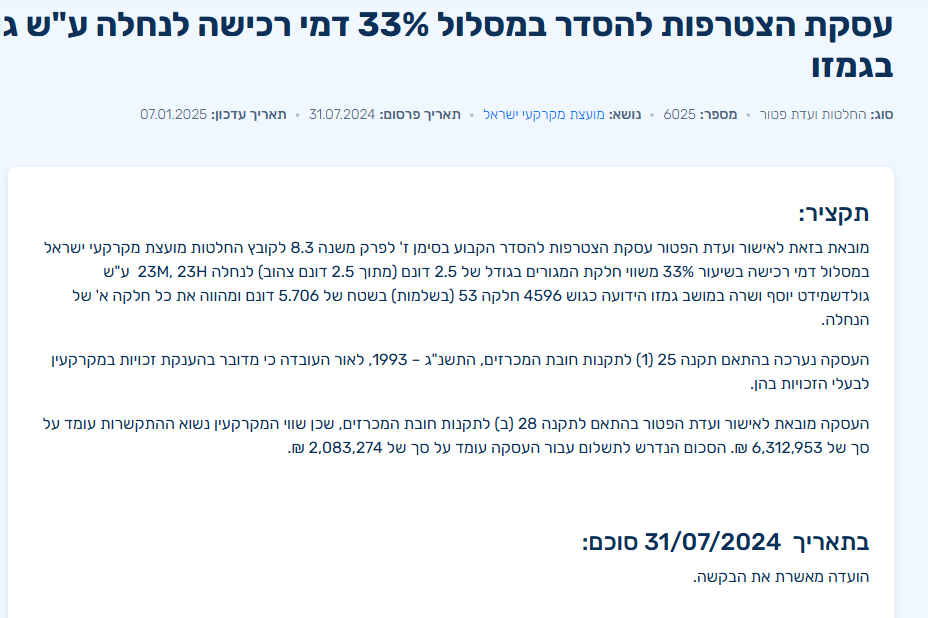 עסקת הצטרפות להסדר במסלול 33% דמי רכישה לנחלה ע"ש ג
בגמזו
סוג: החלטות ועדת פטור • מספר: 6025 • נושא: מועצת מקרקעי ישראל • תאריך פרסום: 31.07.2024 • תאריך עדכון: 07.01.2025
תקציר:
מובאת בזאת לאישור ועדת הפטור עסקת הצטרפות להסדר הקבוע בסימן ז' לפרק משנה 8.3 לקובץ החלטות מועצת מקרקעי ישראל
במסלול דמי רכישה בשיעור 33% משווי חלקת המגורים בגודל של 2.5 דונם (מתוך 2.5 דונם צהוב) לנחלה 23M, 23H ע"ש
גולדשמידט יוסף ושרה במושב גמזו הידועה כגוש 4596 חלקה 53 (בשלמות) בשטח של 5.706 דונם ומהווה את כל חלקה א' של
הנחלה.
העסקה נערכה בהתאם תקנה 25 (1) לתקנות חובת המכרזים, התשנ"ג – 1993, לאור העובדה כי מדובר בהענקת זכויות במקרקעין
לבעלי הזכויות בהן.
העסקה מובאת לאישור ועדת הפטור בהתאם לתקנה 28 (ב) לתקנות חובת המכרזים, שכן שווי המקרקעין נשוא ההתקשרות עומד על
סך של 6,312,953 ₪. הסכום הנדרש לתשלום עבור העסקה עומד על סך של 2,083,274 ₪.
בתאריך 31/07/2024 סוכם:
הועדה מאשרת את הבקשה.